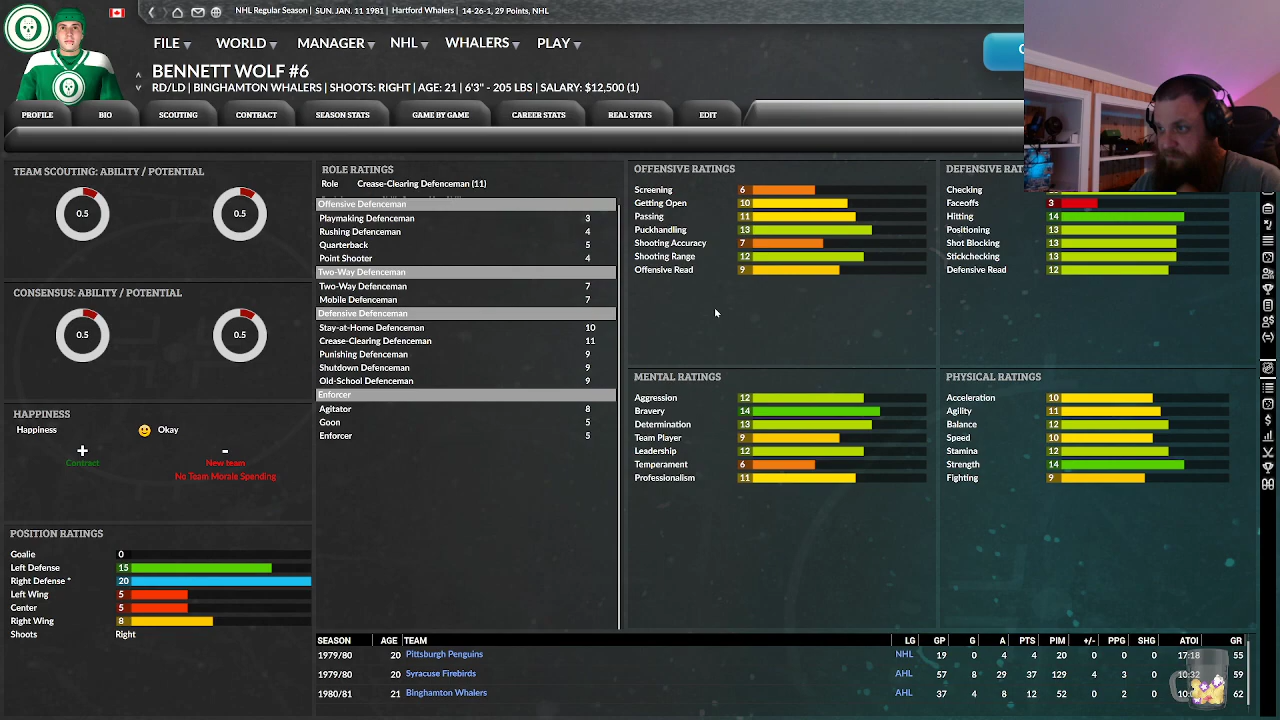 NHL Regular Season | SUN. JAN. 11 1981 | Hartford Whalers | 14-26-1, 29 Points, NHL
FILE WORLD MANAGER NHL WHALERS PLAY
BENNETT WOLF #6
RD/LD | BINGHAMTON WHALERS | SHOOTS: RIGHT | AGE: 21 | 6'3" - 205 LBS | SALARY: $12,500 (1)
PROFILE BIO SCOUTING CONTRACT SEASON STATS GAME BY GAME CAREER STATS REAL STATS EDIT
TEAM SCOUTING: ABILITY / POTENTIAL
0.5 0.5
CONSENSUS: ABILITY / POTENTIAL
0.5 0.5
HAPPINESS
Happiness Okay
+ -
Contract New team
No Team Morale Spending
POSITION RATINGS
Goalie 0
Left Defense 15
Right Defense * 20
Left Wing 5
Center 5
Right Wing 8
Shoots Right
ROLE RATINGS
Role Crease-Clearing Defenceman (11)
Offensive Defenceman
Playmaking Defenceman 3
Rushing Defenceman 4
Quarterback 5
Point Shooter 4
Two-Way Defenceman
Two-Way Defenceman 7
Mobile Defenceman 7
Defensive Defenceman
Stay-at-Home Defenceman 10
Crease-Clearing Defenceman 11
Punishing Defenceman 9
Shutdown Defenceman 9
Old-School Defenceman 9
Enforcer
Agitator 8
Goon 5
Enforcer 5
OFFENSIVE RATINGS
Screening 6
Getting Open 10
Passing 11
Puckhandling 13
Shooting Accuracy 7
Shooting Range 12
Offensive Read 9
DEFENSIVE RA
Checking
Faceoffs 3
Hitting 14
Positioning 13
Shot Blocking 13
Stickchecking 13
Defensive Read 12
MENTAL RATINGS
Aggression 12
Bravery 14
Determination 13
Team Player 9
Leadership 12
Temperament 6
Professionalism 11
PHYSICAL RATINGS
Acceleration 10
Agility 11
Balance 12
Speed 10
Stamina 12
Strength 14
Fighting 9
SEASON AGE TEAM LG GP G A PTS PIM +/- PPG SHG ATOI GR
1979/80 20 Pittsburgh Penguins NHL 19 0 4 4 20 0 0 0 17:18 55
1979/80 20 Syracuse Firebirds AHL 57 8 29 37 129 4 3 0 10:32 59
1980/81 21 Binghamton Whalers AHL 37 4 8 12 52 0 2 0 62